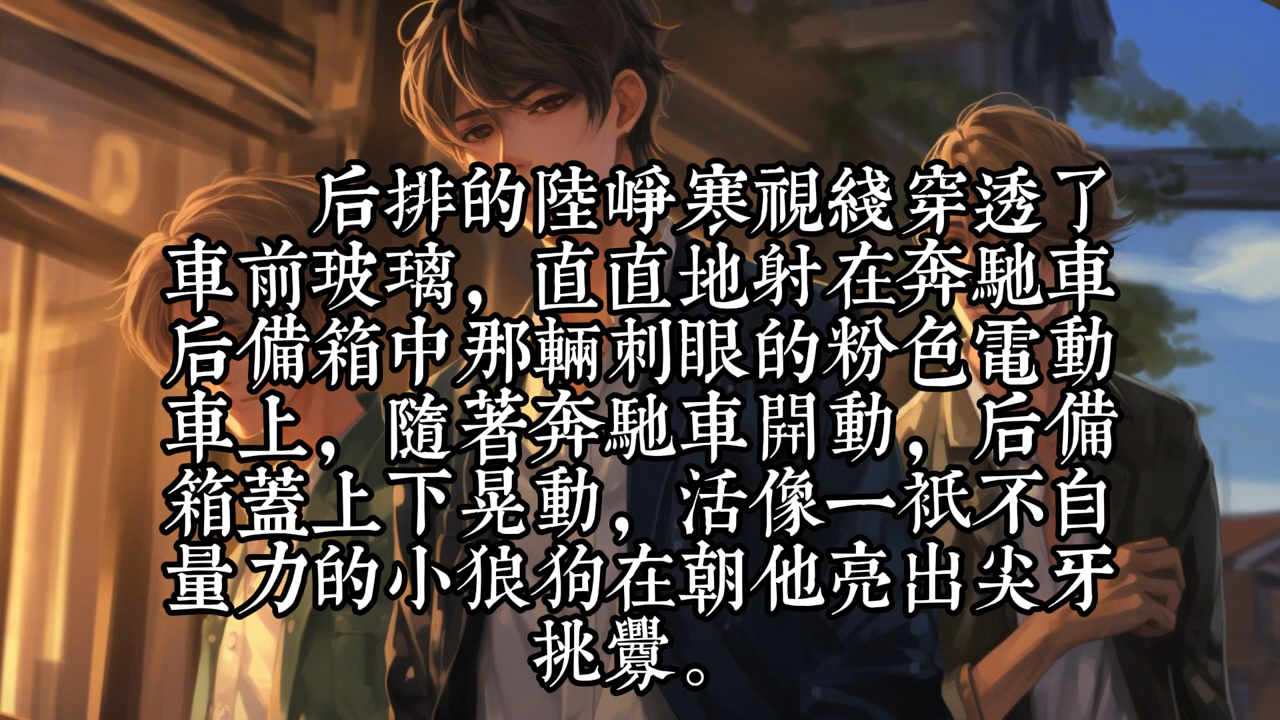 后排的陸崢寒視綫穿透了
車前玻璃，直直地射在奔馳車
后備箱中那輛刺眼的粉色電動
車上，隨著奔馳車開動，后備
箱蓋上下晃動，活像一衹不自
量力的小狼狗在朝他亮出尖牙
挑釁。